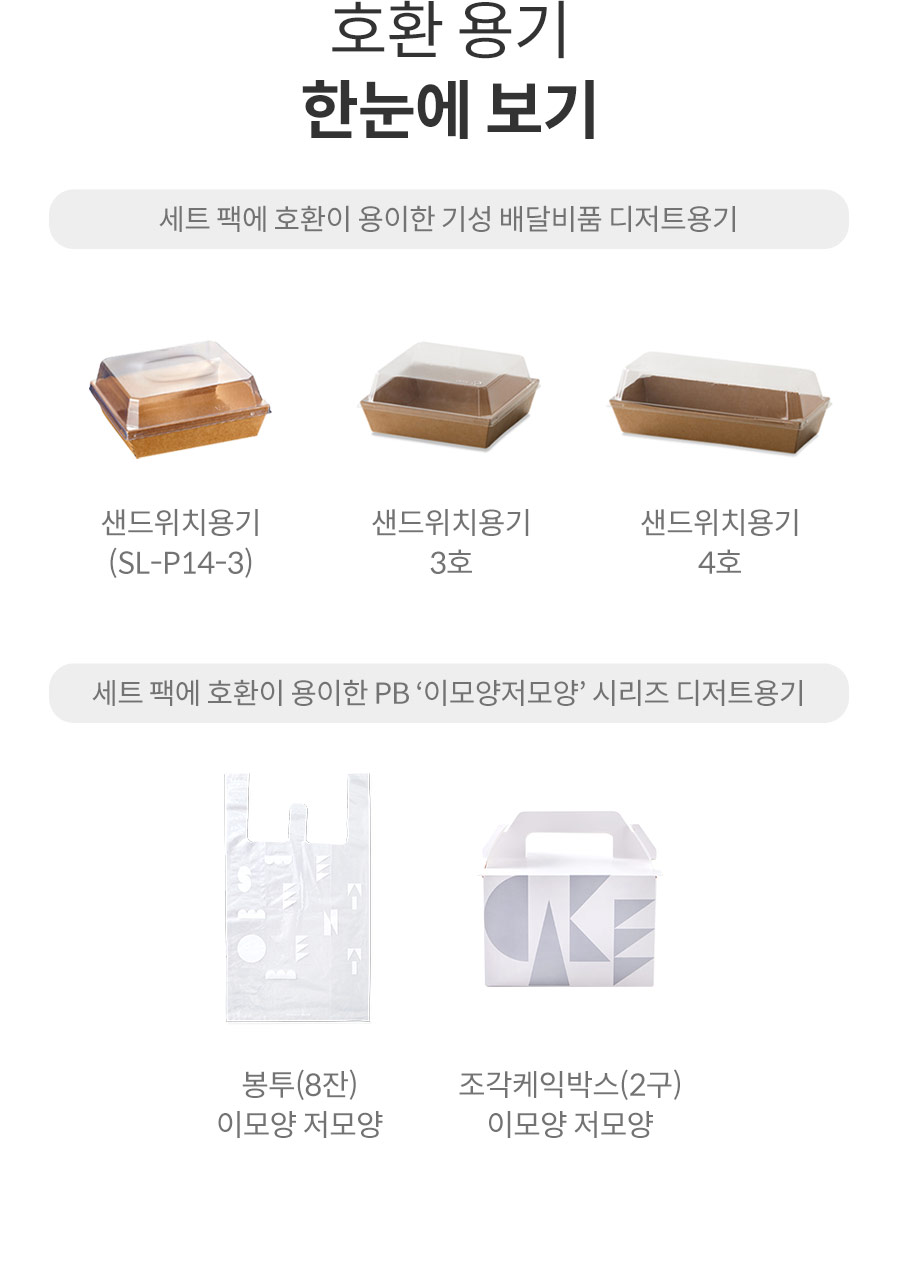 호환 용기
한눈에 보기
세트 팩에 호환이 용이한 기성 배달비품 디저트용기
샌드위치용기
(SL-P14-3)
샌드위치용기
3호
샌드위치용기
4호
세트 팩에 호환이 용이한 PB ‘이모양저모양’ 시리즈 디저트용기
CAKE
봉투(8잔)
이모양 저모양
조각케익박스(2구)
이모양 저모양